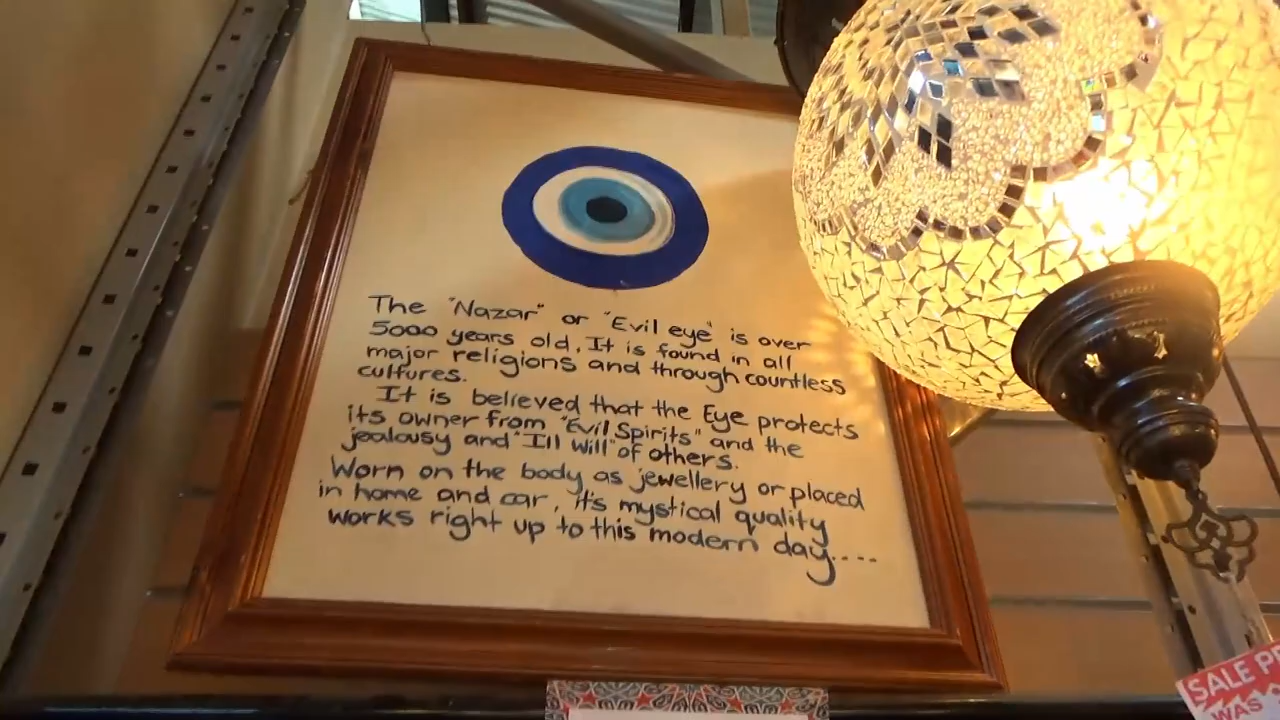 The "Nazar" or "Evil eye" is over
5000 years old. It is found in all
major religions and through countless
cultures.
It is believed that the Eye protects
its owner from "Evil Spirits" and the
jealousy and "Ill Will" of others.
Worn on the body as jewellery or placed
in home and car, it's mystical quality
works right up to this modern day....
SALE
WAS